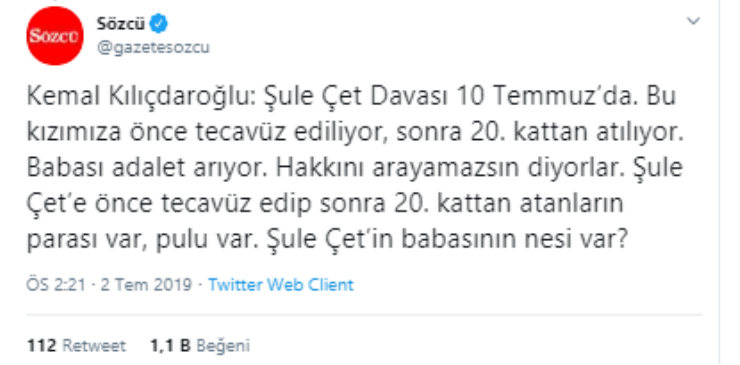 Sözcü
SÖZCÜ
@gazetesozcu
Kemal Kılıçdaroğlu: Şule Çet Davası 10 Temmuz'da. Bu
kızımıza önce tecavüz ediliyor, sonra 20. kattan atılıyor.
Babası adalet arıyor. Hakkını arayamazsın diyorlar. Şule
Çet'e önce tecavüz edip sonra 20. kattan atanların
parası var, pulu var. Şule Çet'in babasının nesi var?
ÖS 2:21 · 2 Tem 2019 · Twitter Web Client
112 Retweet 1,1 B Beğeni